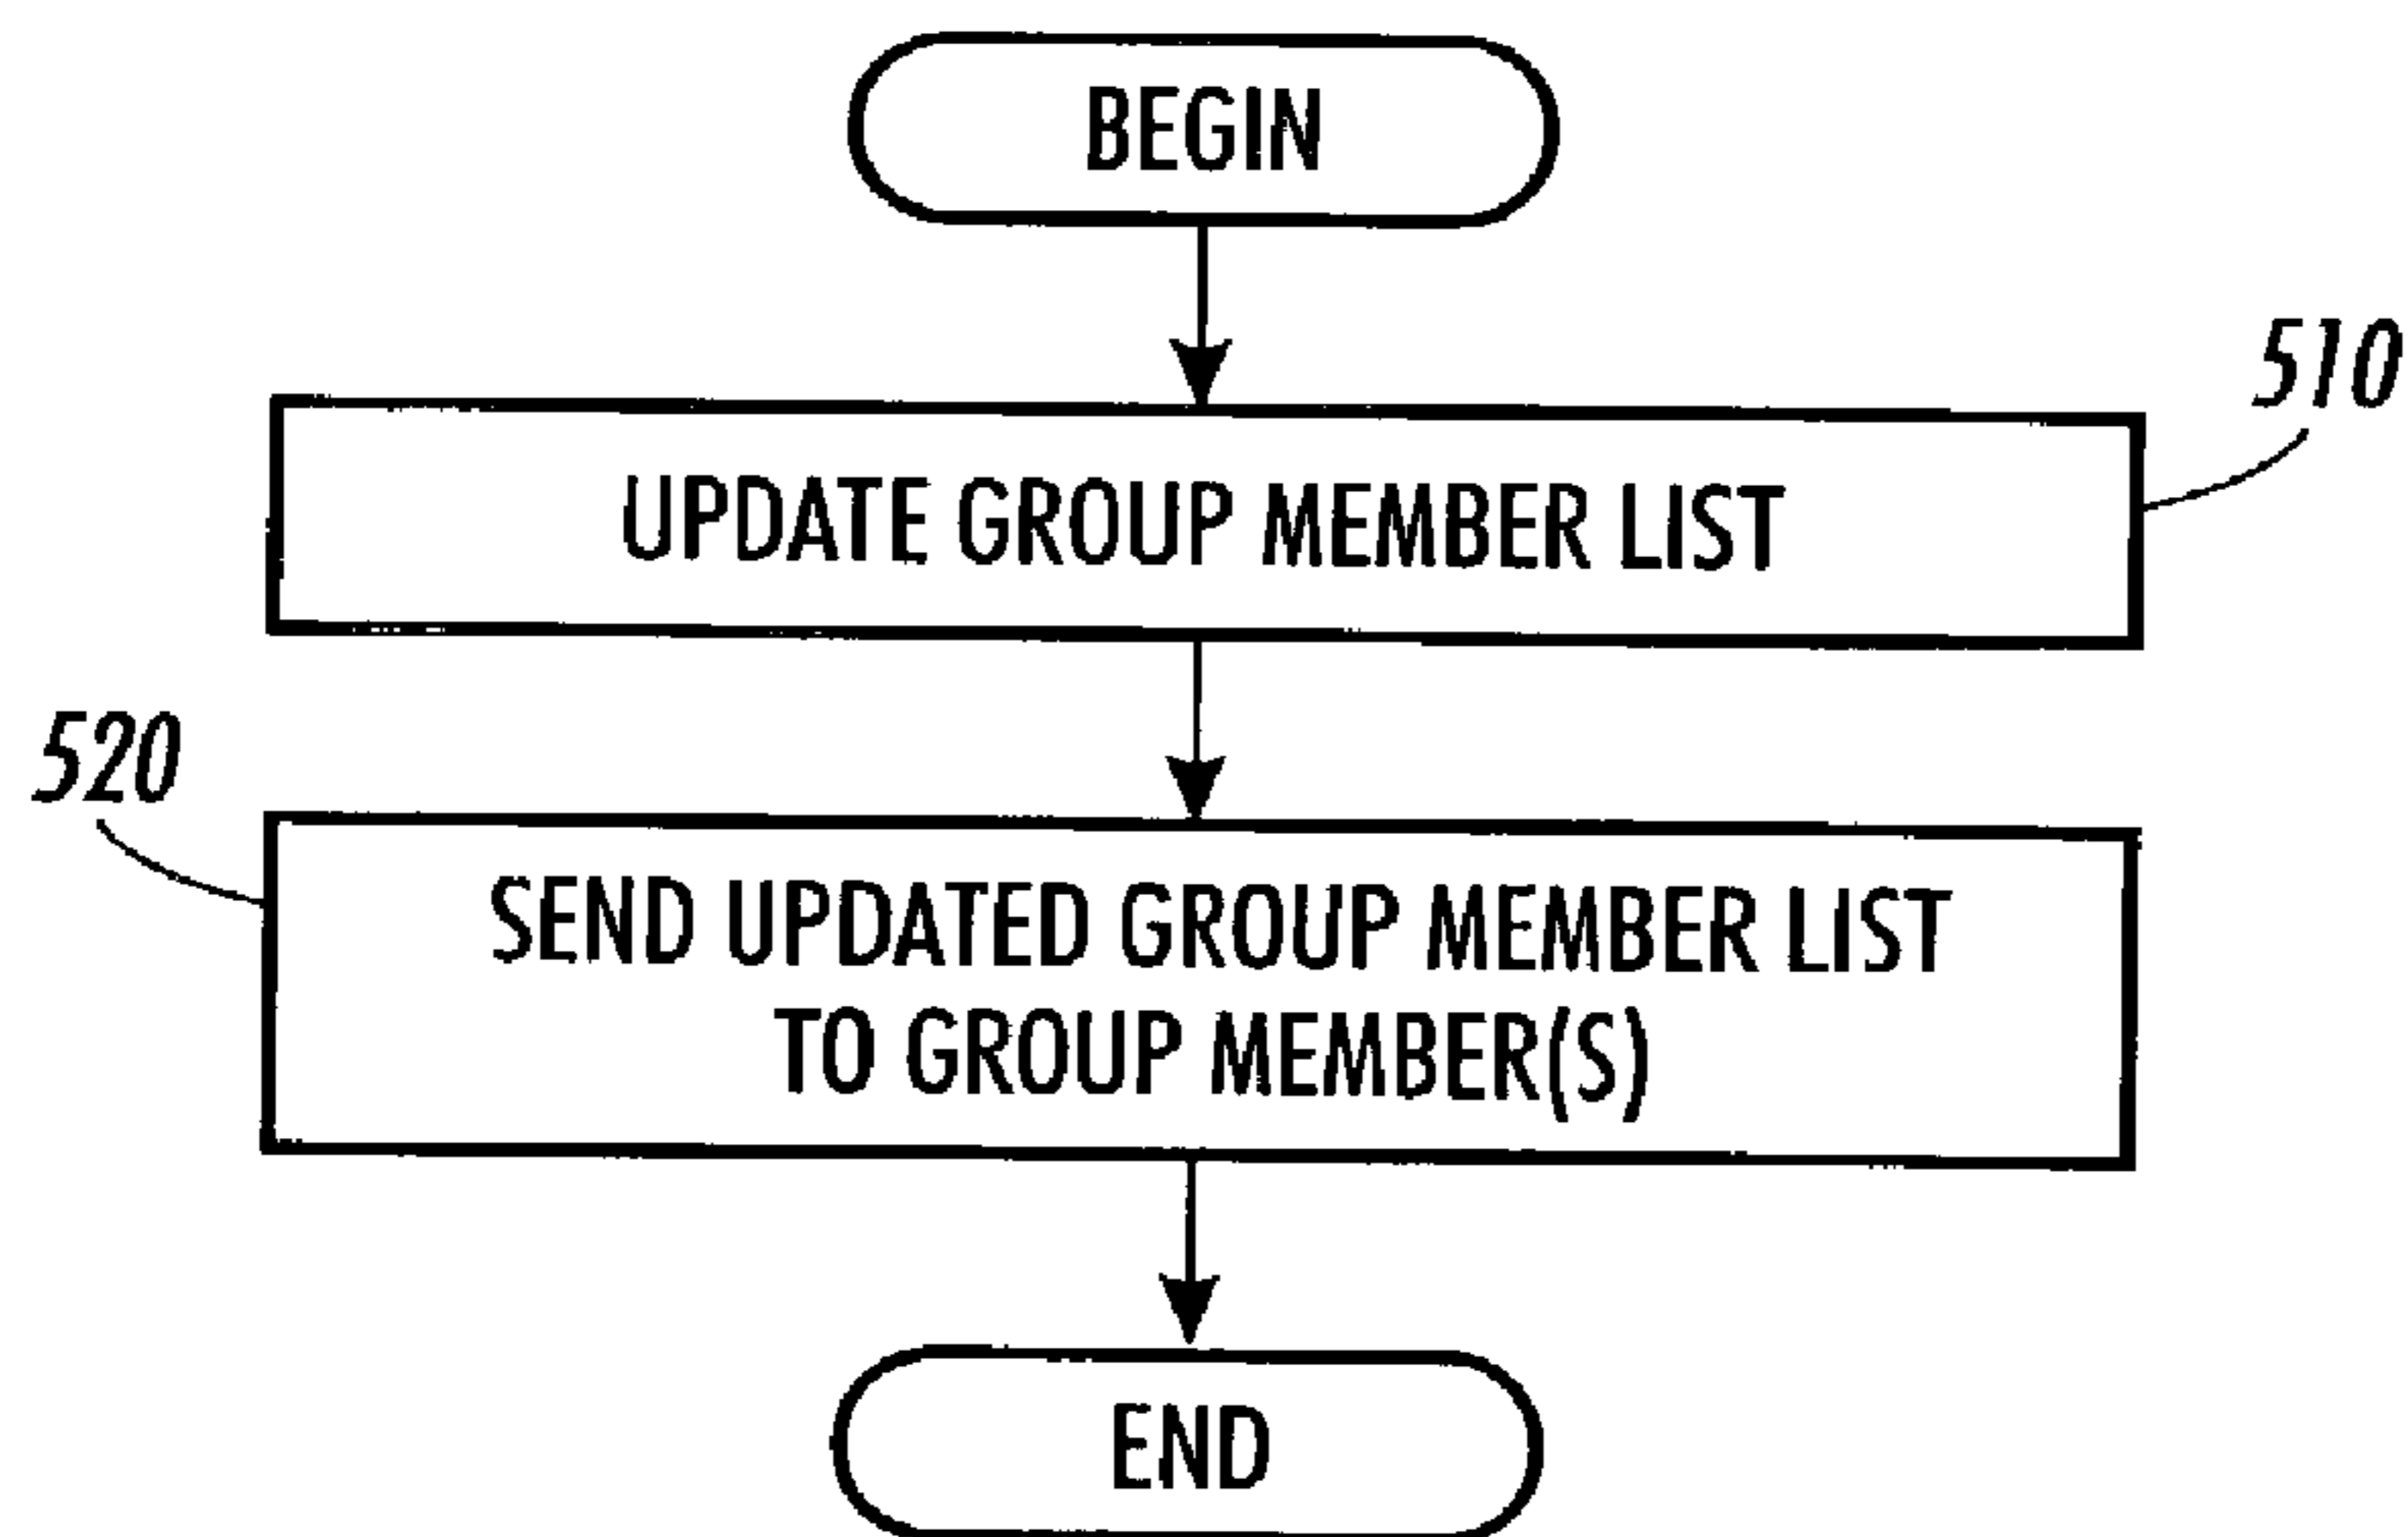 BEGIN
510
UPDATE GROUP MEMBER LIST
520
SEND UPDATED GROUP MEMBER LIST
TO GROUP MEMBER(S)
END